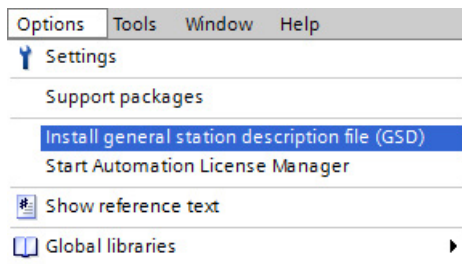 Options Tools Window Help
Settings
Support packages
Install general station description file (GSD)
Start Automation License Manager
Show reference text
Global libraries